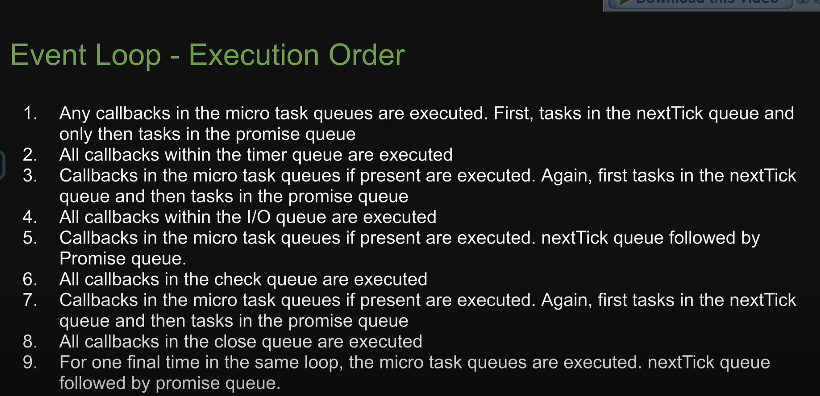 Download this video
Event Loop - Execution Order
1. Any callbacks in the micro task queues are executed. First, tasks in the nextTick queue and
only then tasks in the promise queue
2. All callbacks within the timer queue are executed
3. Callbacks in the micro task queues if present are executed. Again, first tasks in the nextTick
queue and then tasks in the promise queue
4. All callbacks within the I/O queue are executed
5. Callbacks in the micro task queues if present are executed. nextTick queue followed by
Promise queue.
6. All callbacks in the check queue are executed
7. Callbacks in the micro task queues if present are executed. Again, first tasks in the nextTick
queue and then tasks in the promise queue
8. All callbacks in the close queue are executed
9. For one final time in the same loop, the micro task queues are executed. nextTick queue
followed by promise queue.